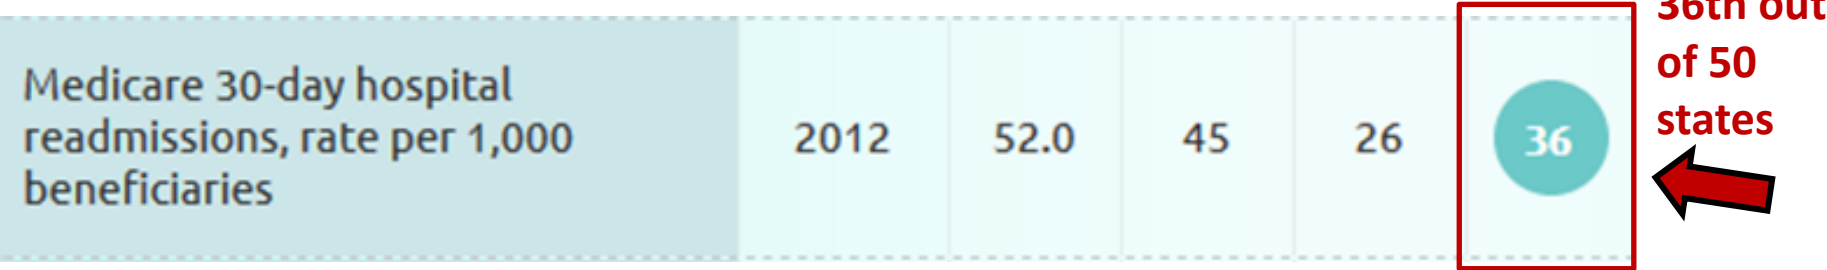 Medicare 30-day hospital
readmissions, rate per 1,000
beneficiaries
2012 52.0 45 26 36
36th out
of 50
states